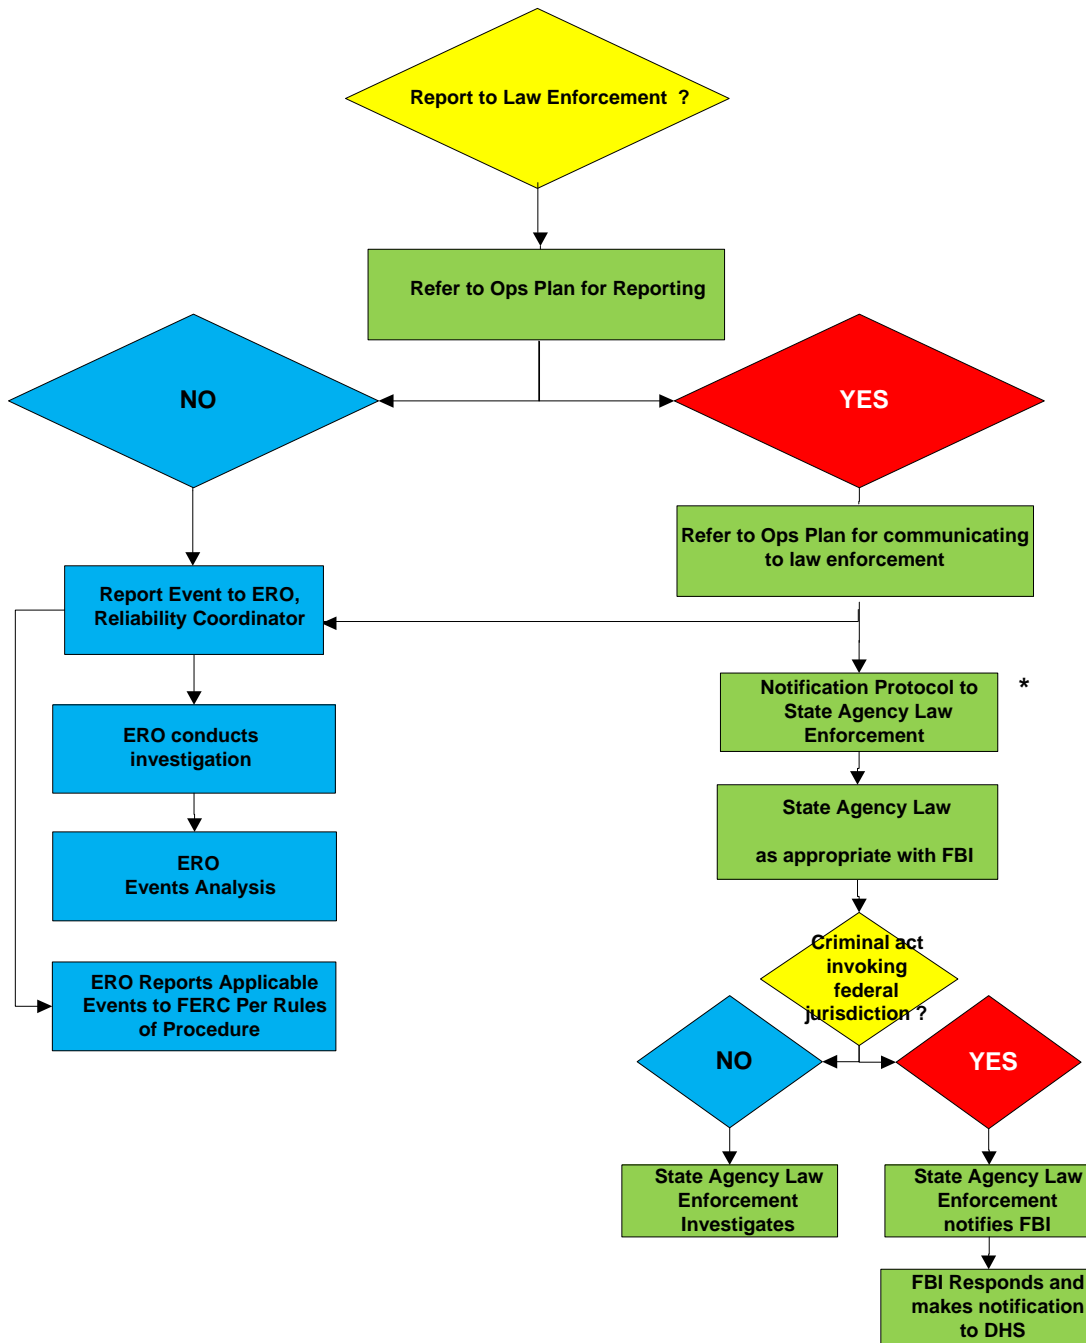 Report to Law Enforcement ?
Refer to Ops Plan for Reporting
NO
YES
Refer to Ops Plan for communicating
to law enforcement
Report Event to ERO,
Reliability Coordinator
Notification Protocol to
State Agency Law
Enforcement
*
ERO conducts
investigation
State Agency Law
as appropriate with FBI
ERO
Events Analysis
Criminal act
invoking
federal
jurisdiction ?
ERO Reports Applicable
Events to FERC Per Rules
of Procedure
NO
YES
State Agency Law
Enforcement
Investigates
State Agency Law
Enforcement
notifies FBI
FBI Responds and
makes notification
to DHS